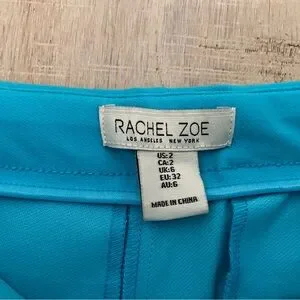 RACHEL ZOE
LOS ANGELES NEW YORK
US:2
CA:2
UK:6
EU:32
AU:6
MADE IN CHINA